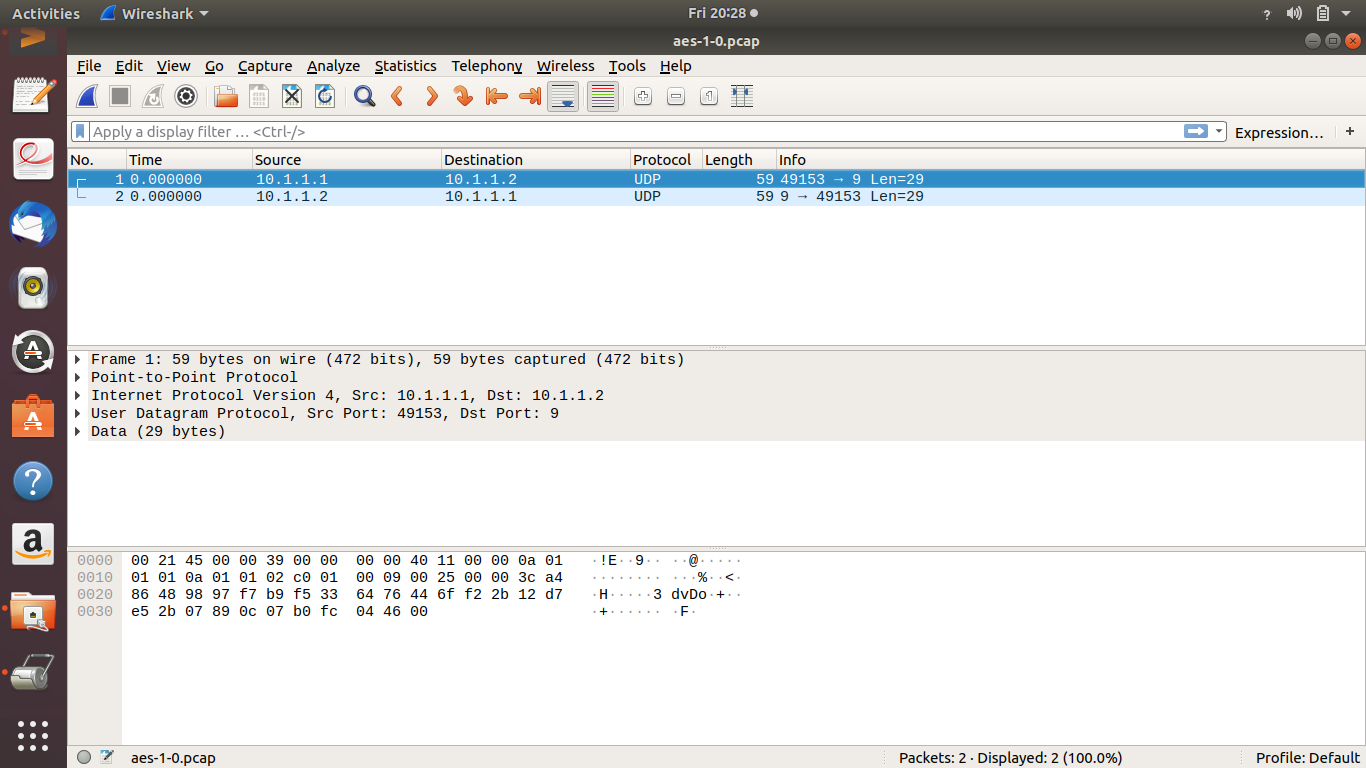 Activities Wireshark Fri 20:28 ?
aes-1-0.pcap
File Edit View Go Capture Analyze Statistics Telephony Wireless Tools Help
Apply a display filter … <Ctrl-/> Expression… +
No. Time Source Destination Protocol Length Info
1 0.000000 10.1.1.1 10.1.1.2 UDP 59 49153 → 9 Len=29
2 0.000000 10.1.1.2 10.1.1.1 UDP 59 9 → 49153 Len=29
Frame 1: 59 bytes on wire (472 bits), 59 bytes captured (472 bits)
Point-to-Point Protocol
Internet Protocol Version 4, Src: 10.1.1.1, Dst: 10.1.1.2
User Datagram Protocol, Src Port: 49153, Dst Port: 9
Data (29 bytes)
0000 00 21 45 00 00 39 00 00 00 00 40 11 00 00 0a 01 ·!E··9·· ··@·····
0010 01 01 0a 01 01 02 c0 01 00 09 00 25 00 00 3c a4 ········ ···%··<·
0020 86 48 98 97 f7 b9 f5 33 64 76 44 6f f2 2b 12 d7 ·H·····3 dvDo·+··
0030 e5 2b 07 89 0c 07 b0 fc 04 46 00 ·+······ ·F·
aes-1-0.pcap Packets: 2 · Displayed: 2 (100.0%) Profile: Default